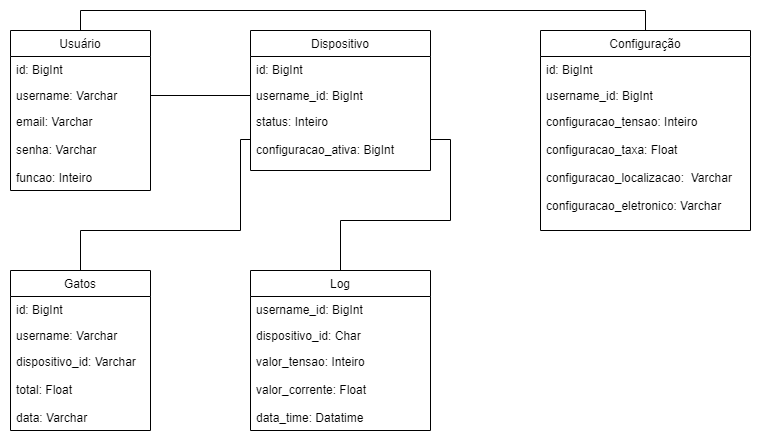 Usuário
id: BigInt
username: Varchar
email: Varchar
senha: Varchar
funcao: Inteiro
Dispositivo
id: BigInt
username_id: BigInt
status: Inteiro
configuracao_ativa: BigInt
Configuração
id: BigInt
username_id: BigInt
configuracao_tensao: Inteiro
configuracao_taxa: Float
configuracao_localizacao:  Varchar
configuracao_eletronico: Varchar
Gatos
id: BigInt
username: Varchar
dispositivo_id: Varchar
total: Float
data: Varchar
Log
username_id: BigInt
dispositivo_id: Char
valor_tensao: Inteiro
valor_corrente: Float
data_time: Datatime